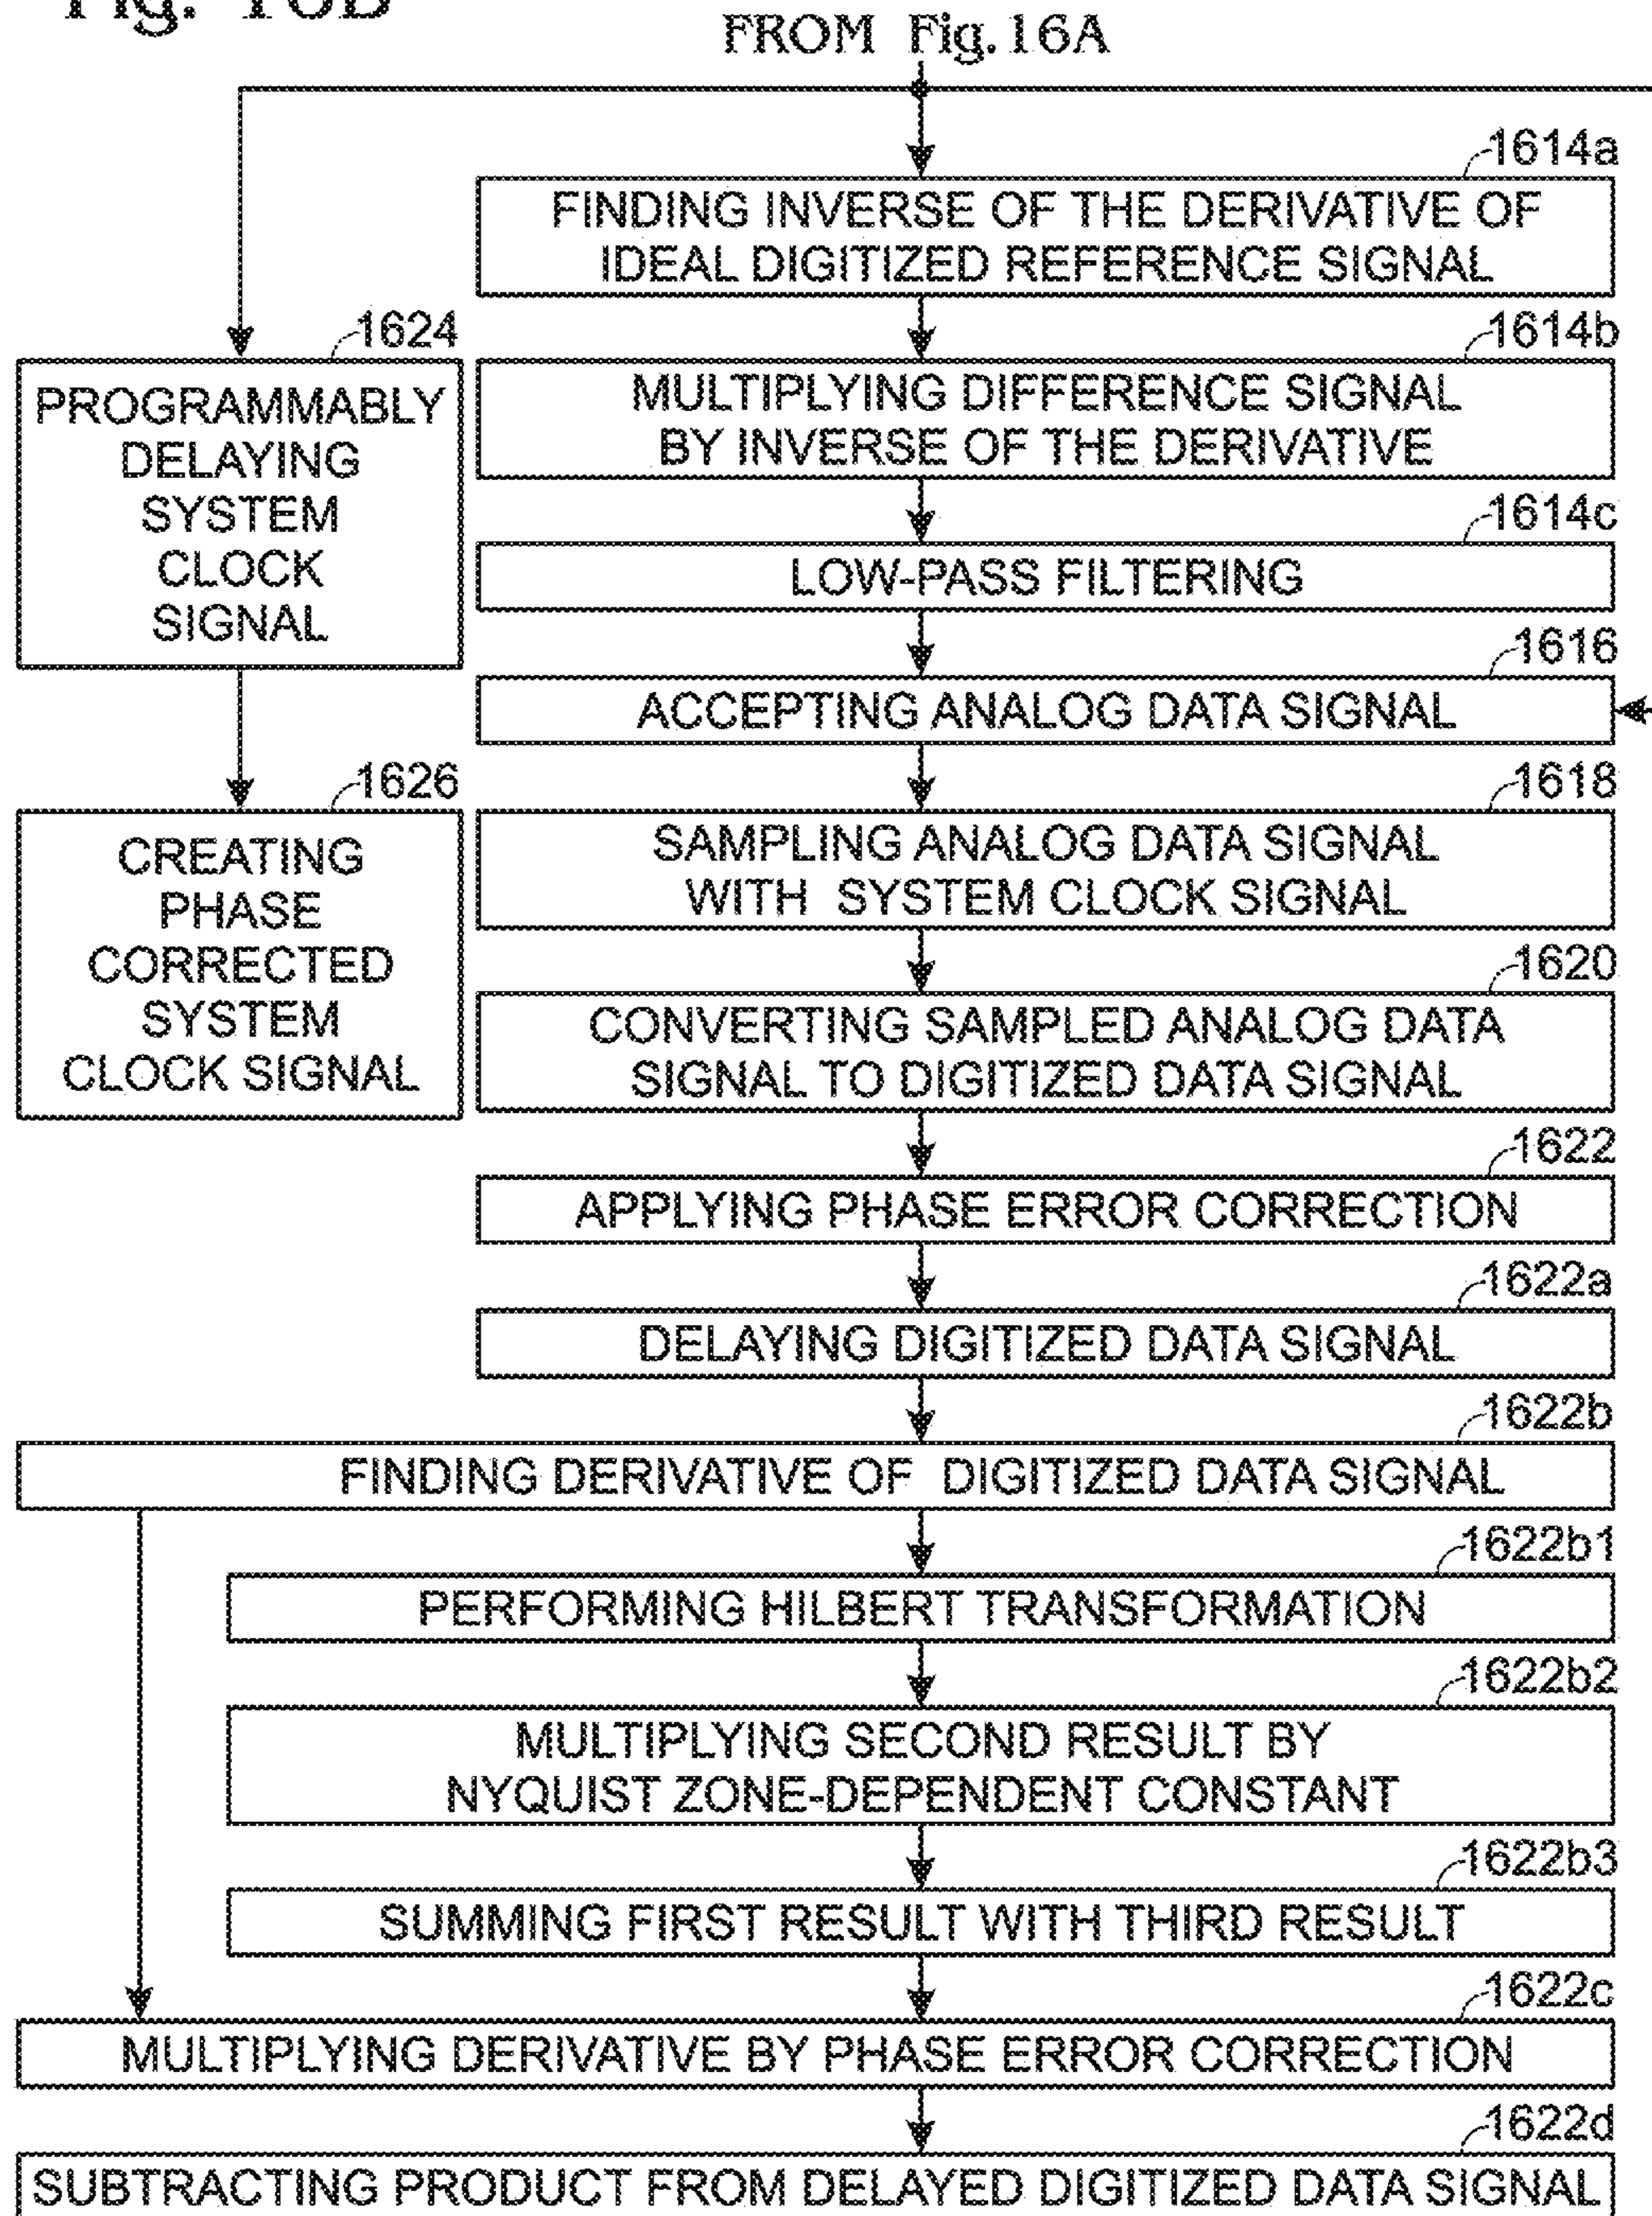 Fig. 16B
FROM Fig. 16A
1614a
FINDING INVERSE OF THE DERIVATIVE OF
IDEAL DIGITIZED REFERENCE SIGNAL
1624
PROGRAMMABLY
DELAYING
SYSTEM
CLOCK
SIGNAL
1614b
MULTIPLYING DIFFERENCE SIGNAL
BY INVERSE OF THE DERIVATIVE
1614c
LOW-PASS FILTERING
1616
ACCEPTING ANALOG DATA SIGNAL
1626
CREATING
PHASE
CORRECTED
SYSTEM
CLOCK SIGNAL
1618
SAMPLING ANALOG DATA SIGNAL
WITH SYSTEM CLOCK SIGNAL
1620
CONVERTING SAMPLED ANALOG DATA
SIGNAL TO DIGITIZED DATA SIGNAL
1622
APPLYING PHASE ERROR CORRECTION
1622a
DELAYING DIGITIZED DATA SIGNAL
1622b
FINDING DERIVATIVE OF DIGITIZED DATA SIGNAL
1622b1
PERFORMING HILBERT TRANSFORMATION
1622b2
MULTIPLYING SECOND RESULT BY
NYQUIST ZONE-DEPENDENT CONSTANT
1622b3
SUMMING FIRST RESULT WITH THIRD RESULT
1622c
MULTIPLYING DERIVATIVE BY PHASE ERROR CORRECTION
1622d
SUBTRACTING PRODUCT FROM DELAYED DIGITIZED DATA SIGNAL